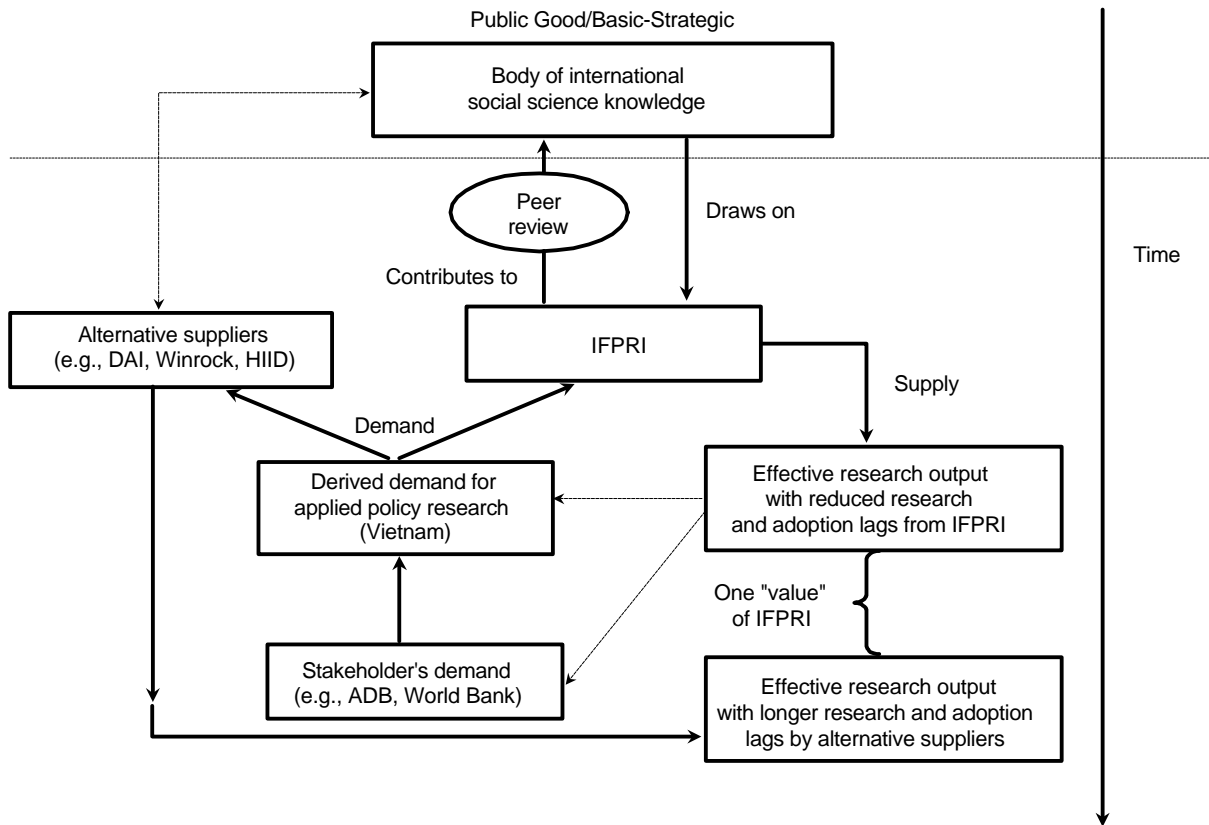 Public Good/Basic-Strategic
Body of international
social science knowledge
Peer
review
Draws on
Time
Contributes to
Alternative suppliers
(e.g., DAI, Winrock, HIID)
IFPRI
Supply
Demand
Derived demand for
applied policy research
(Vietnam)
Effective research output
with reduced research
and adoption lags from IFPRI
One "value"
of IFPRI
Stakeholder's demand
(e.g., ADB, World Bank)
Effective research output
with longer research and adoption
lags by alternative suppliers